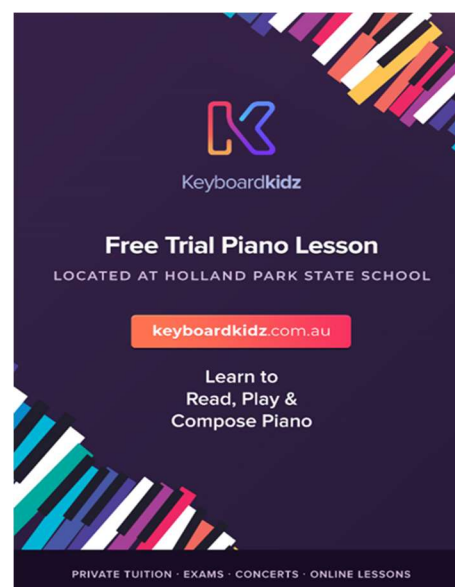 Keyboardkidz
Free Trial Piano Lesson
LOCATED AT HOLLAND PARK STATE SCHOOL
keyboardkidz.com.au
Learn to
Read, Play &
Compose Piano
PRIVATE TUITION · EXAMS · CONCERTS · ONLINE LESSONS